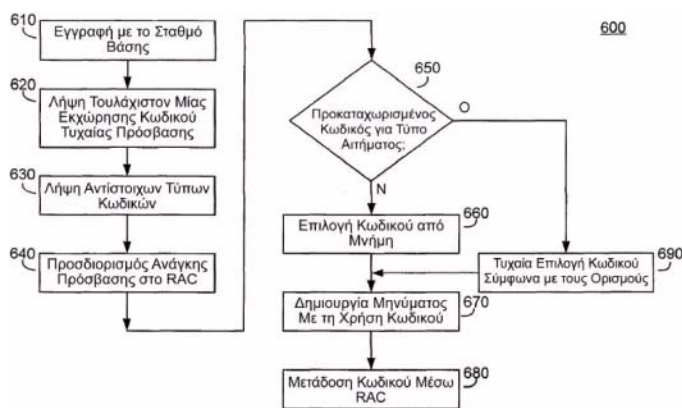 610
Εγγραφή με το Σταθμό
Βάσης
620
Λήψη Τουλάχιστον Μίας
Εκχώρησης Κωδικού
Τυχαίας Πρόσβασης
630
Λήψη Αντίστοιχων Τύπων
Κωδικών
640
Προσδιορισμός Ανάγκης
Πρόσβασης στο RAC
600
650
Προκαταχωρισμένος
Κωδικός για Τύπο
Αιτήματος;
Ο
Ν
660
Επιλογή Κωδικού από
Μνήμη
690
Τυχαία Επιλογή Κωδικού
Σύμφωνα με τους Ορισμούς
670
Δημιουργία Μηνύματος
Με τη Χρήση Κωδικού
680
Μετάδοση Κωδικού Μέσω
RAC